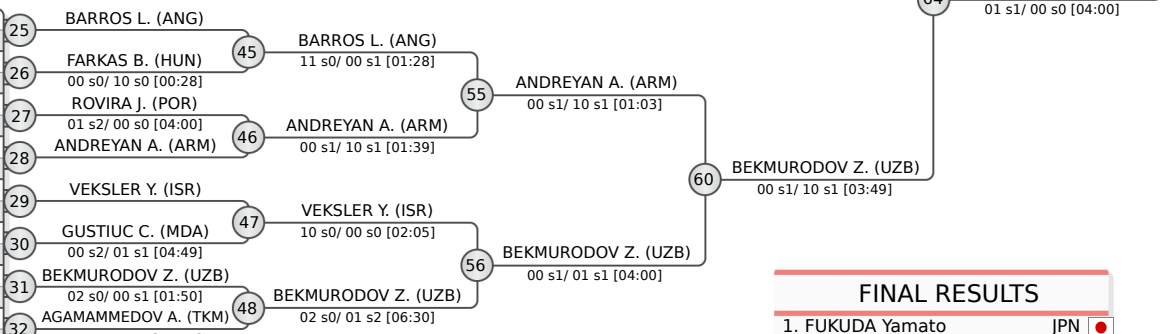 01 s1/ 00 s0 [04:00]
25
BARROS L. (ANG)
45
BARROS L. (ANG)
11 s0/ 00 s1 [01:28]
26
FARKAS B. (HUN)
00 s0/ 10 s0 [00:28]
55
ANDREYAN A. (ARM)
00 s1/ 10 s1 [01:03]
27
ROVIRA J. (POR)
01 s2/ 00 s0 [04:00]
46
ANDREYAN A. (ARM)
00 s1/ 10 s1 [01:39]
28
ANDREYAN A. (ARM)
60
BEKMURODOV Z. (UZB)
00 s1/ 10 s1 [03:49]
29
VEKSLER Y. (ISR)
47
VEKSLER Y. (ISR)
10 s0/ 00 s0 [02:05]
30
GUSTIUC C. (MDA)
00 s2/ 01 s1 [04:49]
56
BEKMURODOV Z. (UZB)
00 s1/ 01 s1 [04:00]
31
BEKMURODOV Z. (UZB)
02 s0/ 00 s1 [01:50]
48
BEKMURODOV Z. (UZB)
02 s0/ 01 s2 [06:30]
32
AGAMAMMEDOV A. (TKM)
FINAL RESULTS
1. FUKUDA Yamato JPN